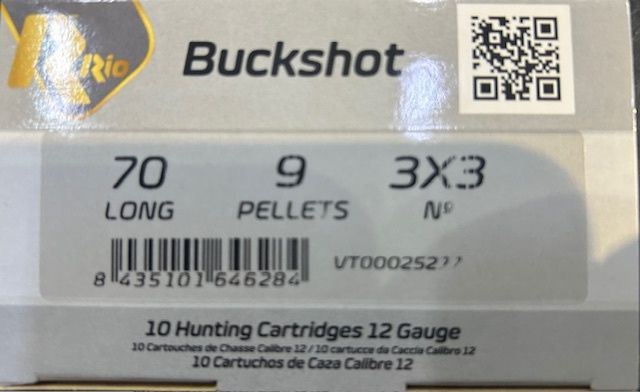 Rio
Buckshot
70 9 3X3
LONG PELLETS Nº
8 435101 646284
10 Hunting Cartridges 12 Gauge
10 Cartouches de Chasse Calibre 12 / 10 cartucce da Caccia Calibro 12
10 Cartuchos de Caza Calibre 12